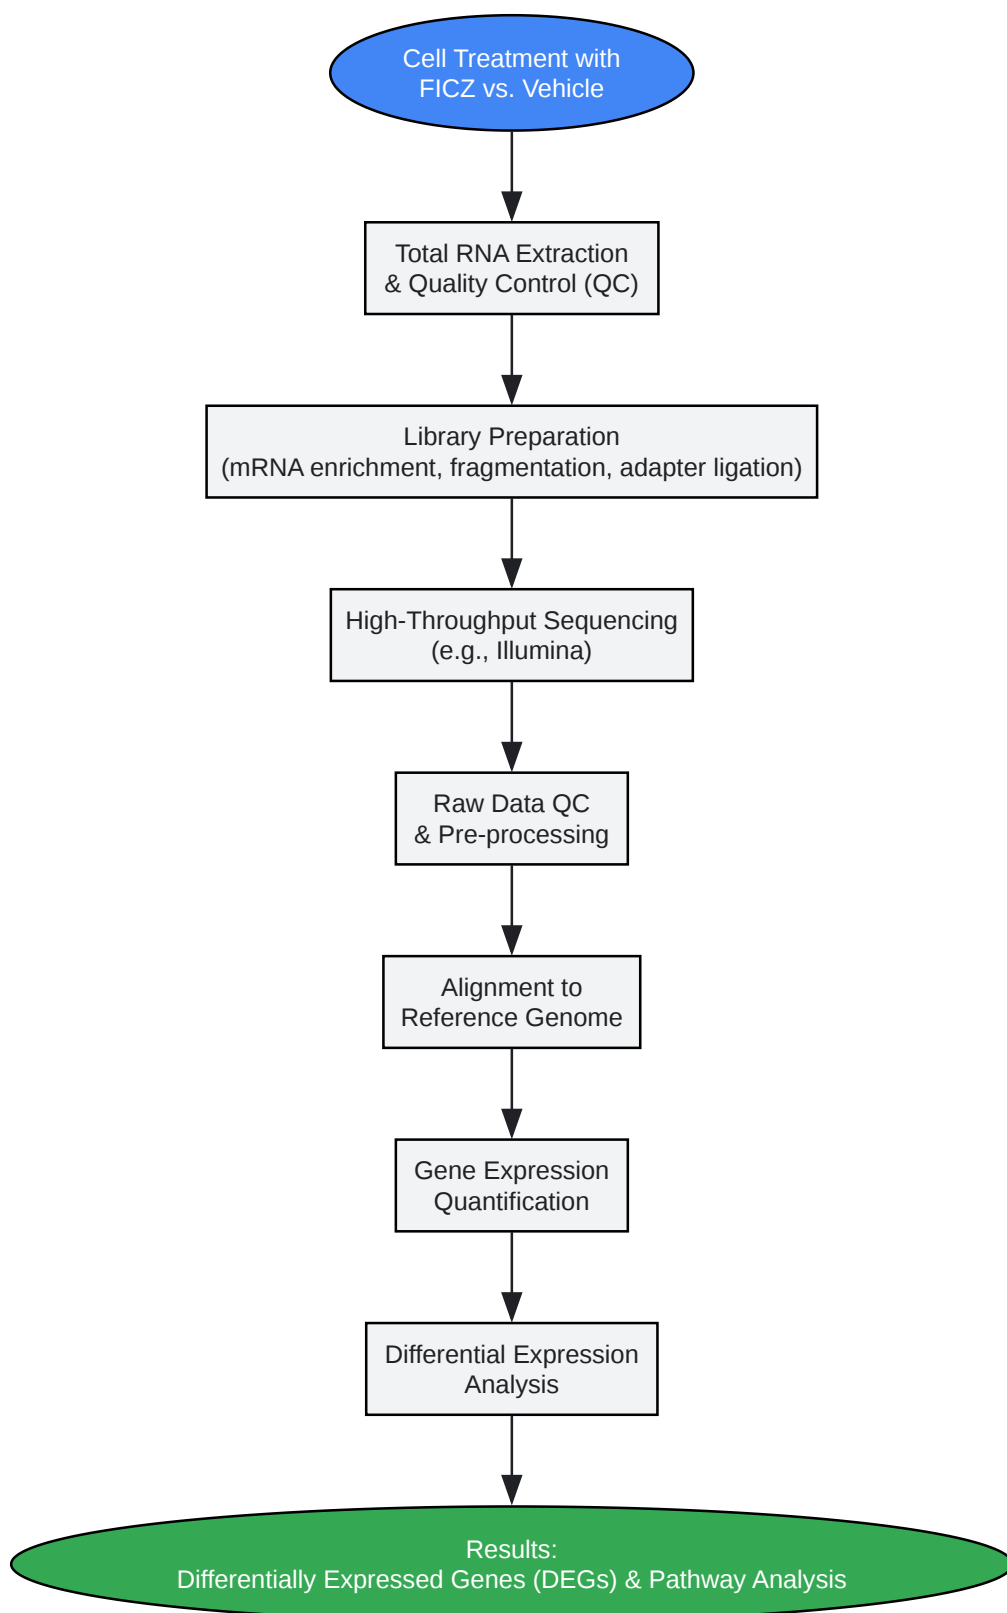 Cell Treatment with
FICZ vs. Vehicle
Total RNA Extraction
& Quality Control (QC)
Library Preparation
(mRNA enrichment, fragmentation, adapter ligation)
High-Throughput Sequencing
(e.g., Illumina)
Raw Data QC
& Pre-processing
Alignment to
Reference Genome
Gene Expression
Quantification
Differential Expression
Analysis
Results:
Differentially Expressed Genes (DEGs) & Pathway Analysis